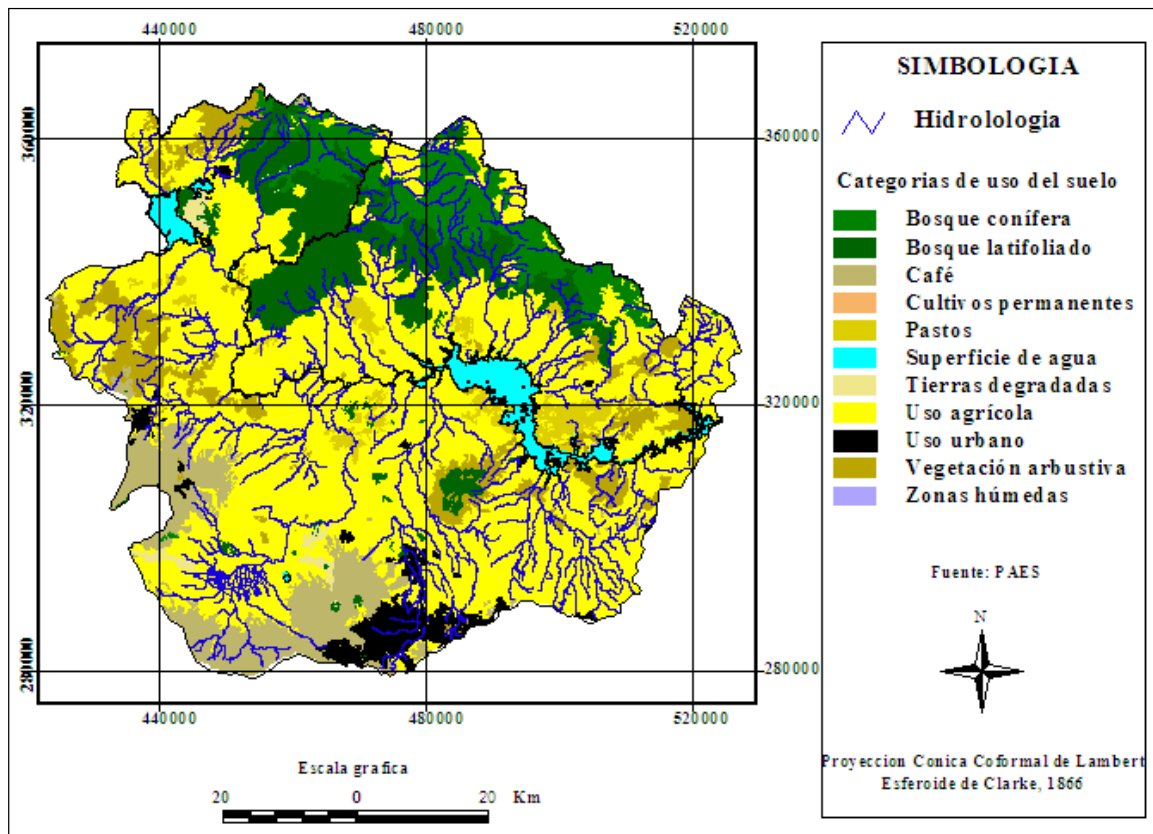 440000 480000 520000
360000 360000
320000 320000
280000 280000
440000 480000 520000
Escala grafica
20 0 20 Km
SIMBOLOGIA
Hidrolologia
Categorias de uso del suelo
Bosque conífera
Bosque latifoliado
Café
Cultivos permanentes
Pastos
Superficie de agua
Tierras degradadas
Uso agrícola
Uso urbano
Vegetación arbustiva
Zonas húmedas
Fuente: PAES
N
Proyeccion Conica Coformal de Lambert
Esferoide de Clarke, 1866